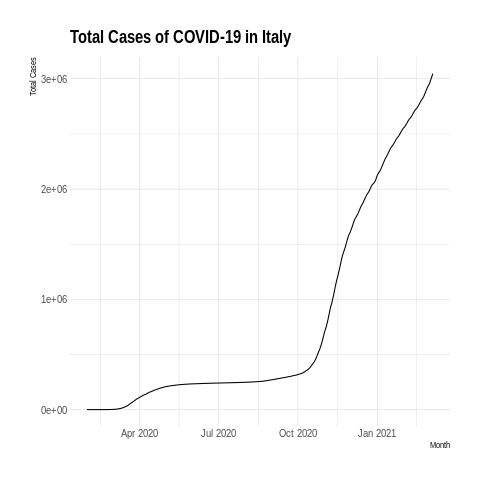 Total Cases of COVID-19 in Italy
Total Cases
3e+06
2e+06
1e+06
0e+00
Apr 2020 Jul 2020 Oct 2020 Jan 2021
Month